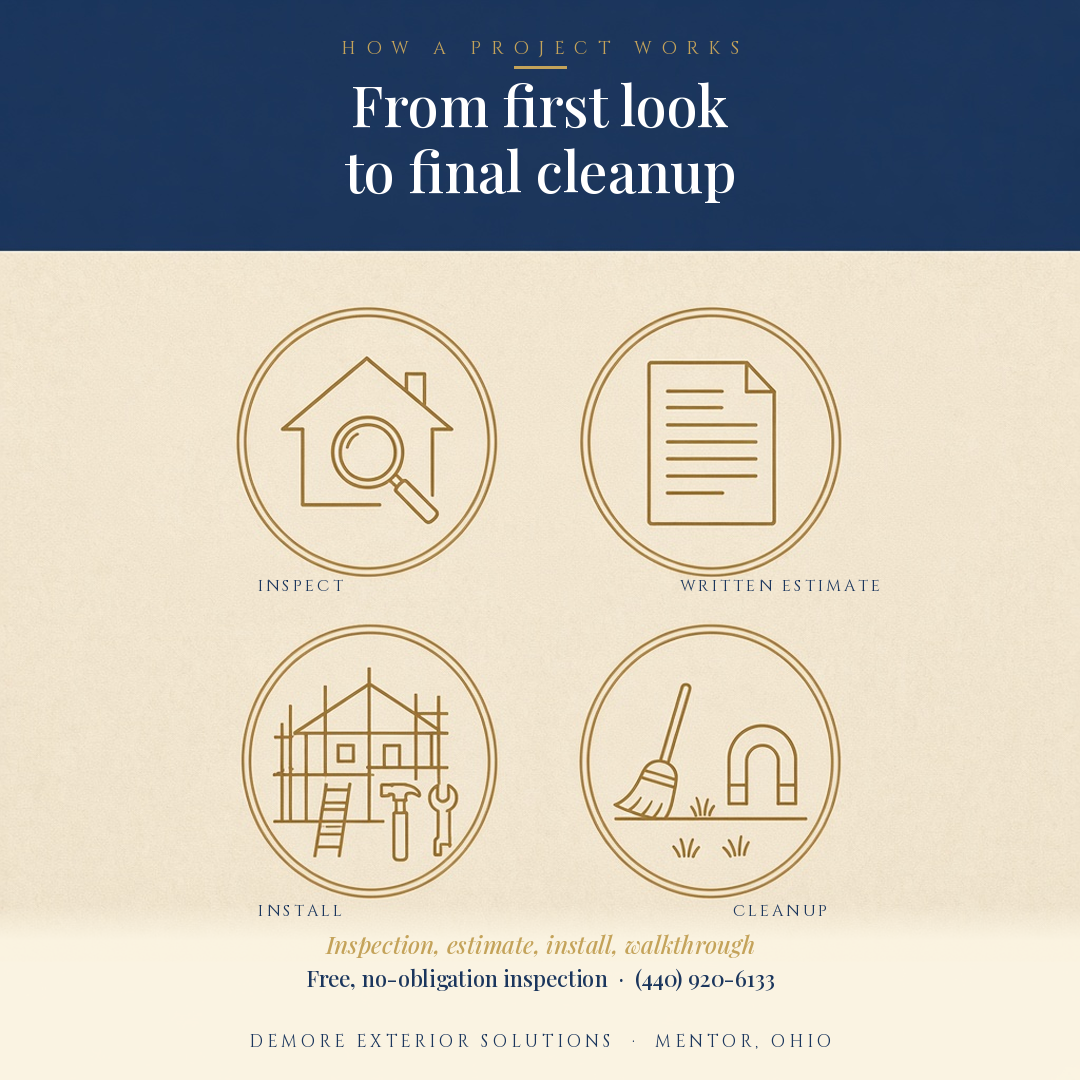 HOW A PROJECT WORKS
From first look
to final cleanup
INSPECT
WRITTEN ESTIMATE
INSTALL
CLEANUP
Inspection, estimate, install, walkthrough
Free, no-obligation inspection · (440) 920-6133
DEMORE EXTERIOR SOLUTIONS · MENTOR, OHIO